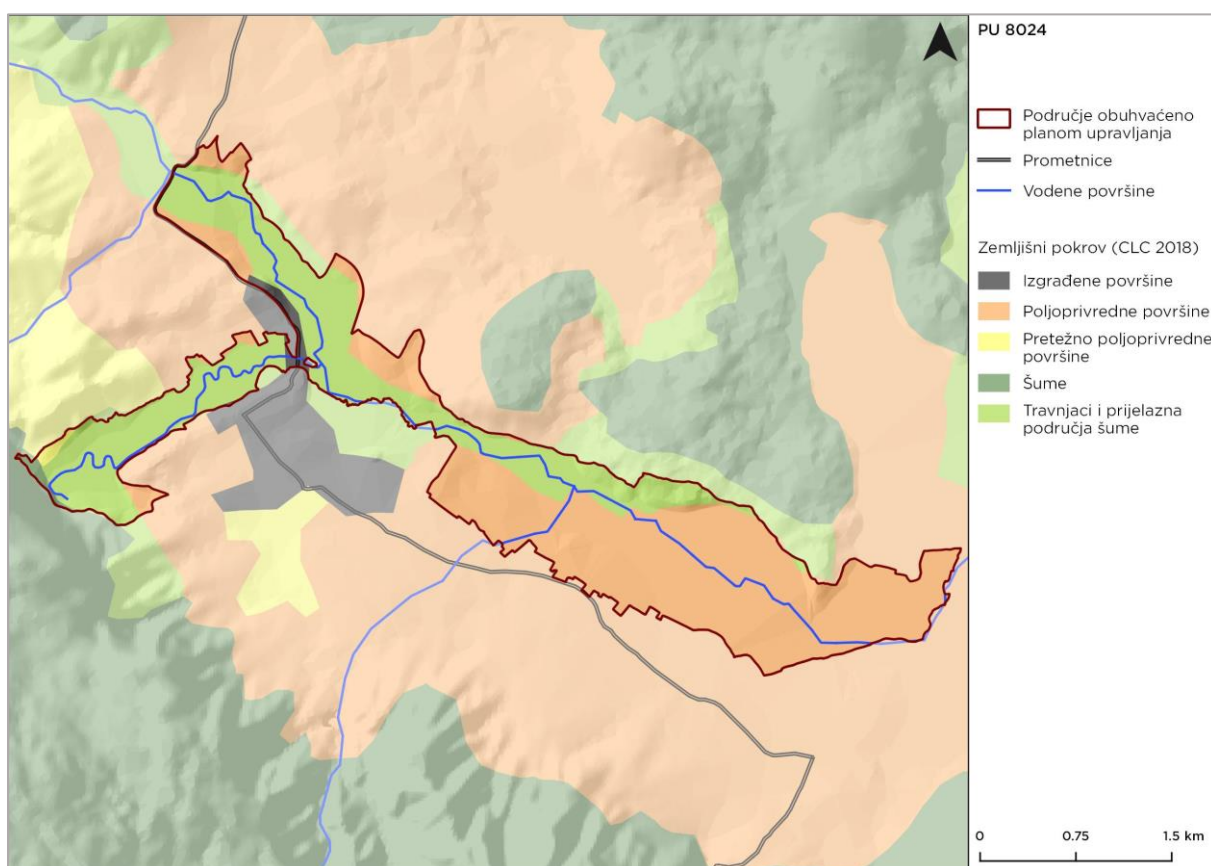 PU 8024
Područje obuhvaćeno
planom upravljanja
Prometnice
Vodene površine
Zemljišni pokrov (CLC 2018)
Izgrađene površine
Poljoprivredne površine
Pretežno poljoprivredne
površine
Šume
Travnjaci i prijelazna
područja šume
0 0.75 1.5 km